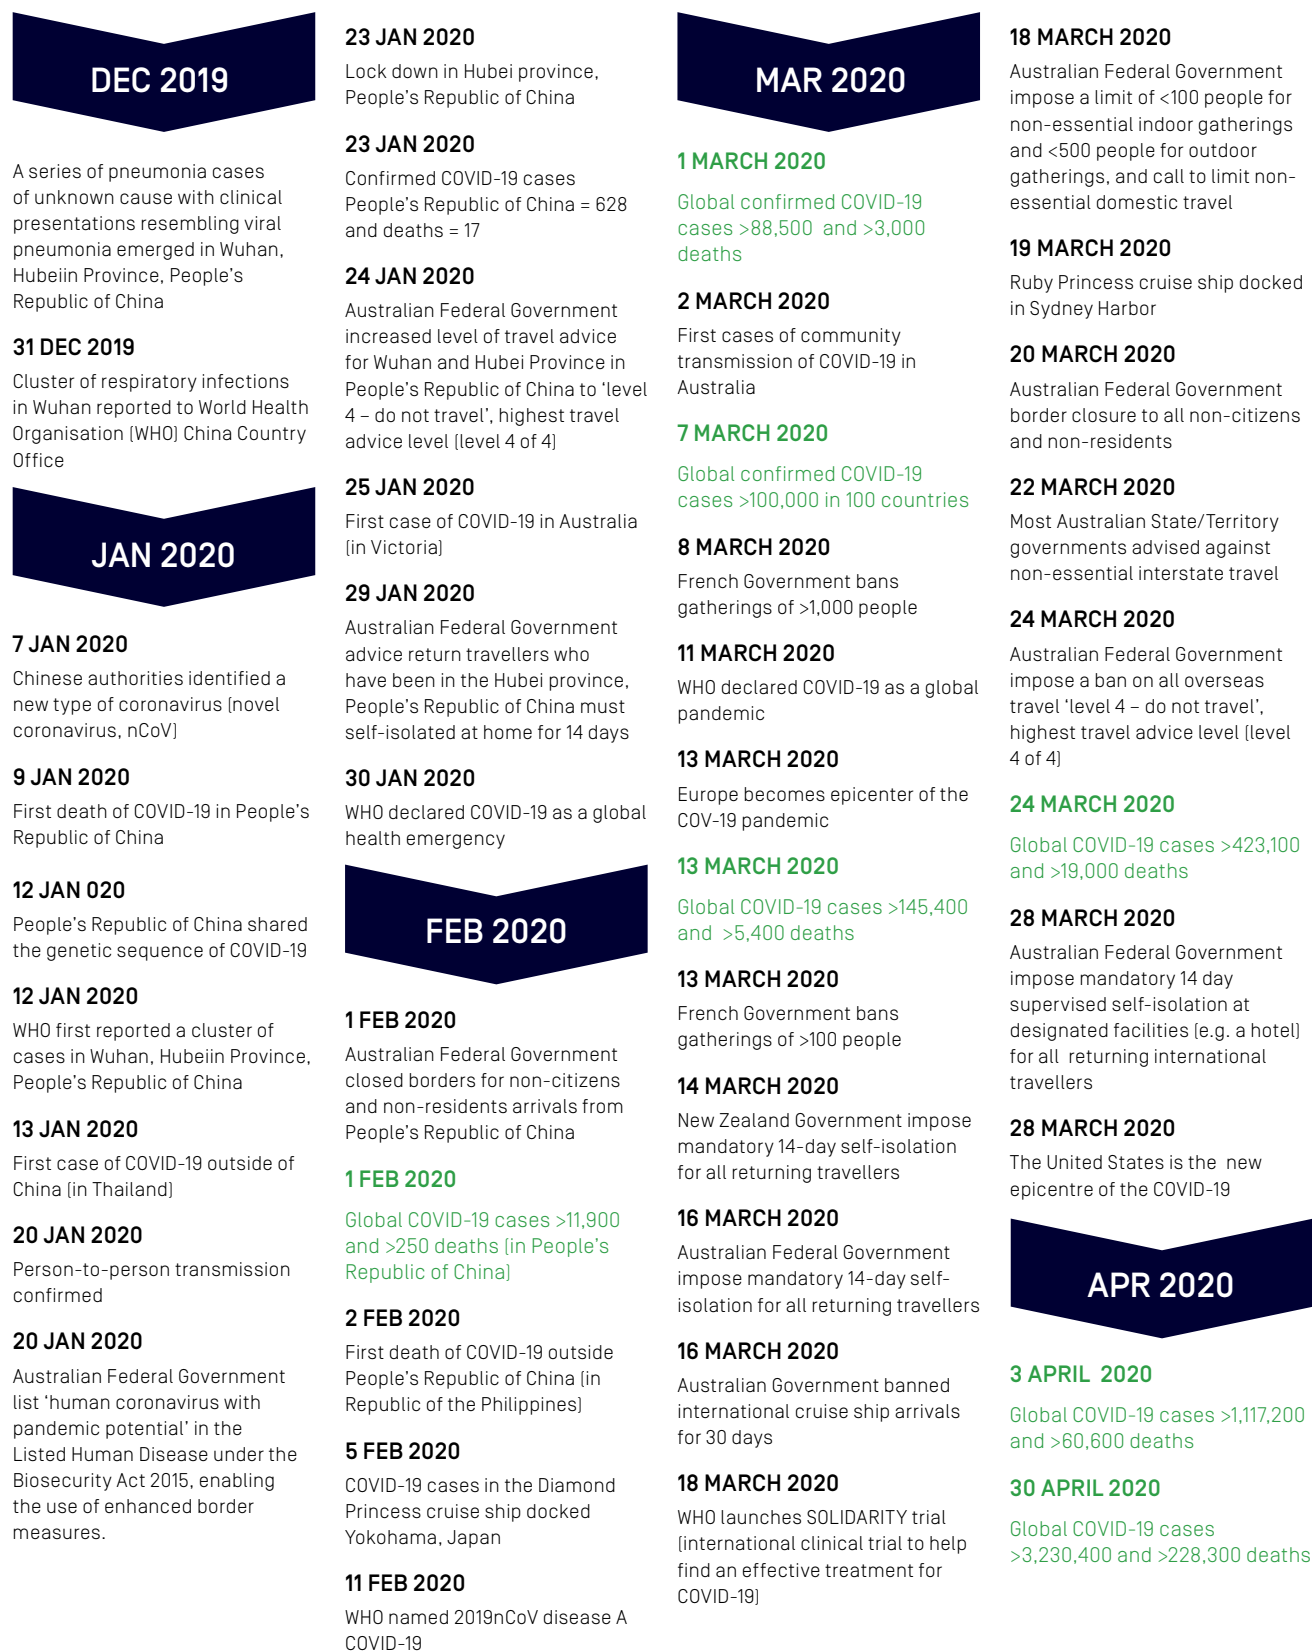 DEC 2019
A series of pneumonia cases
of unknown cause with clinical
presentations resembling viral
pneumonia emerged in Wuhan,
Hubeiin Province, People's
Republic of China
31 DEC 2019
Cluster of respiratory infections
in Wuhan reported to World Health
Organisation (WHO) China Country
Office
JAN 2020
7 JAN 2020
Chinese authorities identified a
new type of coronavirus (novel
coronavirus, nCoV)
9 JAN 2020
First death of COVID-19 in People's
Republic of China
12 JAN 020
People's Republic of China shared
the genetic sequence of COVID-19
12 JAN 2020
WHO first reported a cluster of
cases in Wuhan, Hubeiin Province,
People's Republic of China
13 JAN 2020
First case of COVID-19 outside of
China (in Thailand)
20 JAN 2020
Person-to-person transmission
confirmed
20 JAN 2020
Australian Federal Government
list 'human coronavirus with
pandemic potential' in the
Listed Human Disease under the
Biosecurity Act 2015, enabling
the use of enhanced border
measures.
23 JAN 2020
Lock down in Hubei province,
People's Republic of China
23 JAN 2020
Confirmed COVID-19 cases
People's Republic of China = 628
and deaths = 17
24 JAN 2020
Australian Federal Government
increased level of travel advice
for Wuhan and Hubei Province in
People's Republic of China to 'level
4 – do not travel', highest travel
advice level (level 4 of 4)
25 JAN 2020
First case of COVID-19 in Australia
(in Victoria)
29 JAN 2020
Australian Federal Government
advice return travellers who
have been in the Hubei province,
People's Republic of China must
self-isolated at home for 14 days
30 JAN 2020
WHO declared COVID-19 as a global
health emergency
FEB 2020
1 FEB 2020
Australian Federal Government
closed borders for non-citizens
and non-residents arrivals from
People's Republic of China
1 FEB 2020
Global COVID-19 cases >11,900
and >250 deaths (in People's
Republic of China)
2 FEB 2020
First death of COVID-19 outside
People's Republic of China (in
Republic of the Philippines)
5 FEB 2020
COVID-19 cases in the Diamond
Princess cruise ship docked
Yokohama, Japan
11 FEB 2020
WHO named 2019nCoV disease A
COVID-19
MAR 2020
1 MARCH 2020
Global confirmed COVID-19
cases >88,500 and >3,000
deaths
2 MARCH 2020
First cases of community
transmission of COVID-19 in
Australia
7 MARCH 2020
Global confirmed COVID-19
cases >100,000 in 100 countries
8 MARCH 2020
French Government bans
gatherings of >1,000 people
11 MARCH 2020
WHO declared COVID-19 as a global
pandemic
13 MARCH 2020
Europe becomes epicenter of the
COV-19 pandemic
13 MARCH 2020
Global COVID-19 cases >145,400
and >5,400 deaths
13 MARCH 2020
French Government bans
gatherings of >100 people
14 MARCH 2020
New Zealand Government impose
mandatory 14-day self-isolation
for all returning travellers
16 MARCH 2020
Australian Federal Government
impose mandatory 14-day self-
isolation for all returning travellers
16 MARCH 2020
Australian Government banned
international cruise ship arrivals
for 30 days
18 MARCH 2020
WHO launches SOLIDARITY trial
(international clinical trial to help
find an effective treatment for
COVID-19)
18 MARCH 2020
Australian Federal Government
impose a limit of <100 people for
non-essential indoor gatherings
and <500 people for outdoor
gatherings, and call to limit non-
essential domestic travel
19 MARCH 2020
Ruby Princess cruise ship docked
in Sydney Harbor
20 MARCH 2020
Australian Federal Government
border closure to all non-citizens
and non-residents
22 MARCH 2020
Most Australian State/Territory
governments advised against
non-essential interstate travel
24 MARCH 2020
Australian Federal Government
impose a ban on all overseas
travel 'level 4 – do not travel',
highest travel advice level (level
4 of 4)
24 MARCH 2020
Global COVID-19 cases >423,100
and >19,000 deaths
28 MARCH 2020
Australian Federal Government
impose mandatory 14 day
supervised self-isolation at
designated facilities (e.g. a hotel)
for all returning international
travellers
28 MARCH 2020
The United States is the new
epicentre of the COVID-19
APR 2020
3 APRIL 2020
Global COVID-19 cases >1,117,200
and >60,600 deaths
30 APRIL 2020
Global COVID-19 cases
>3,230,400 and >228,300 deaths